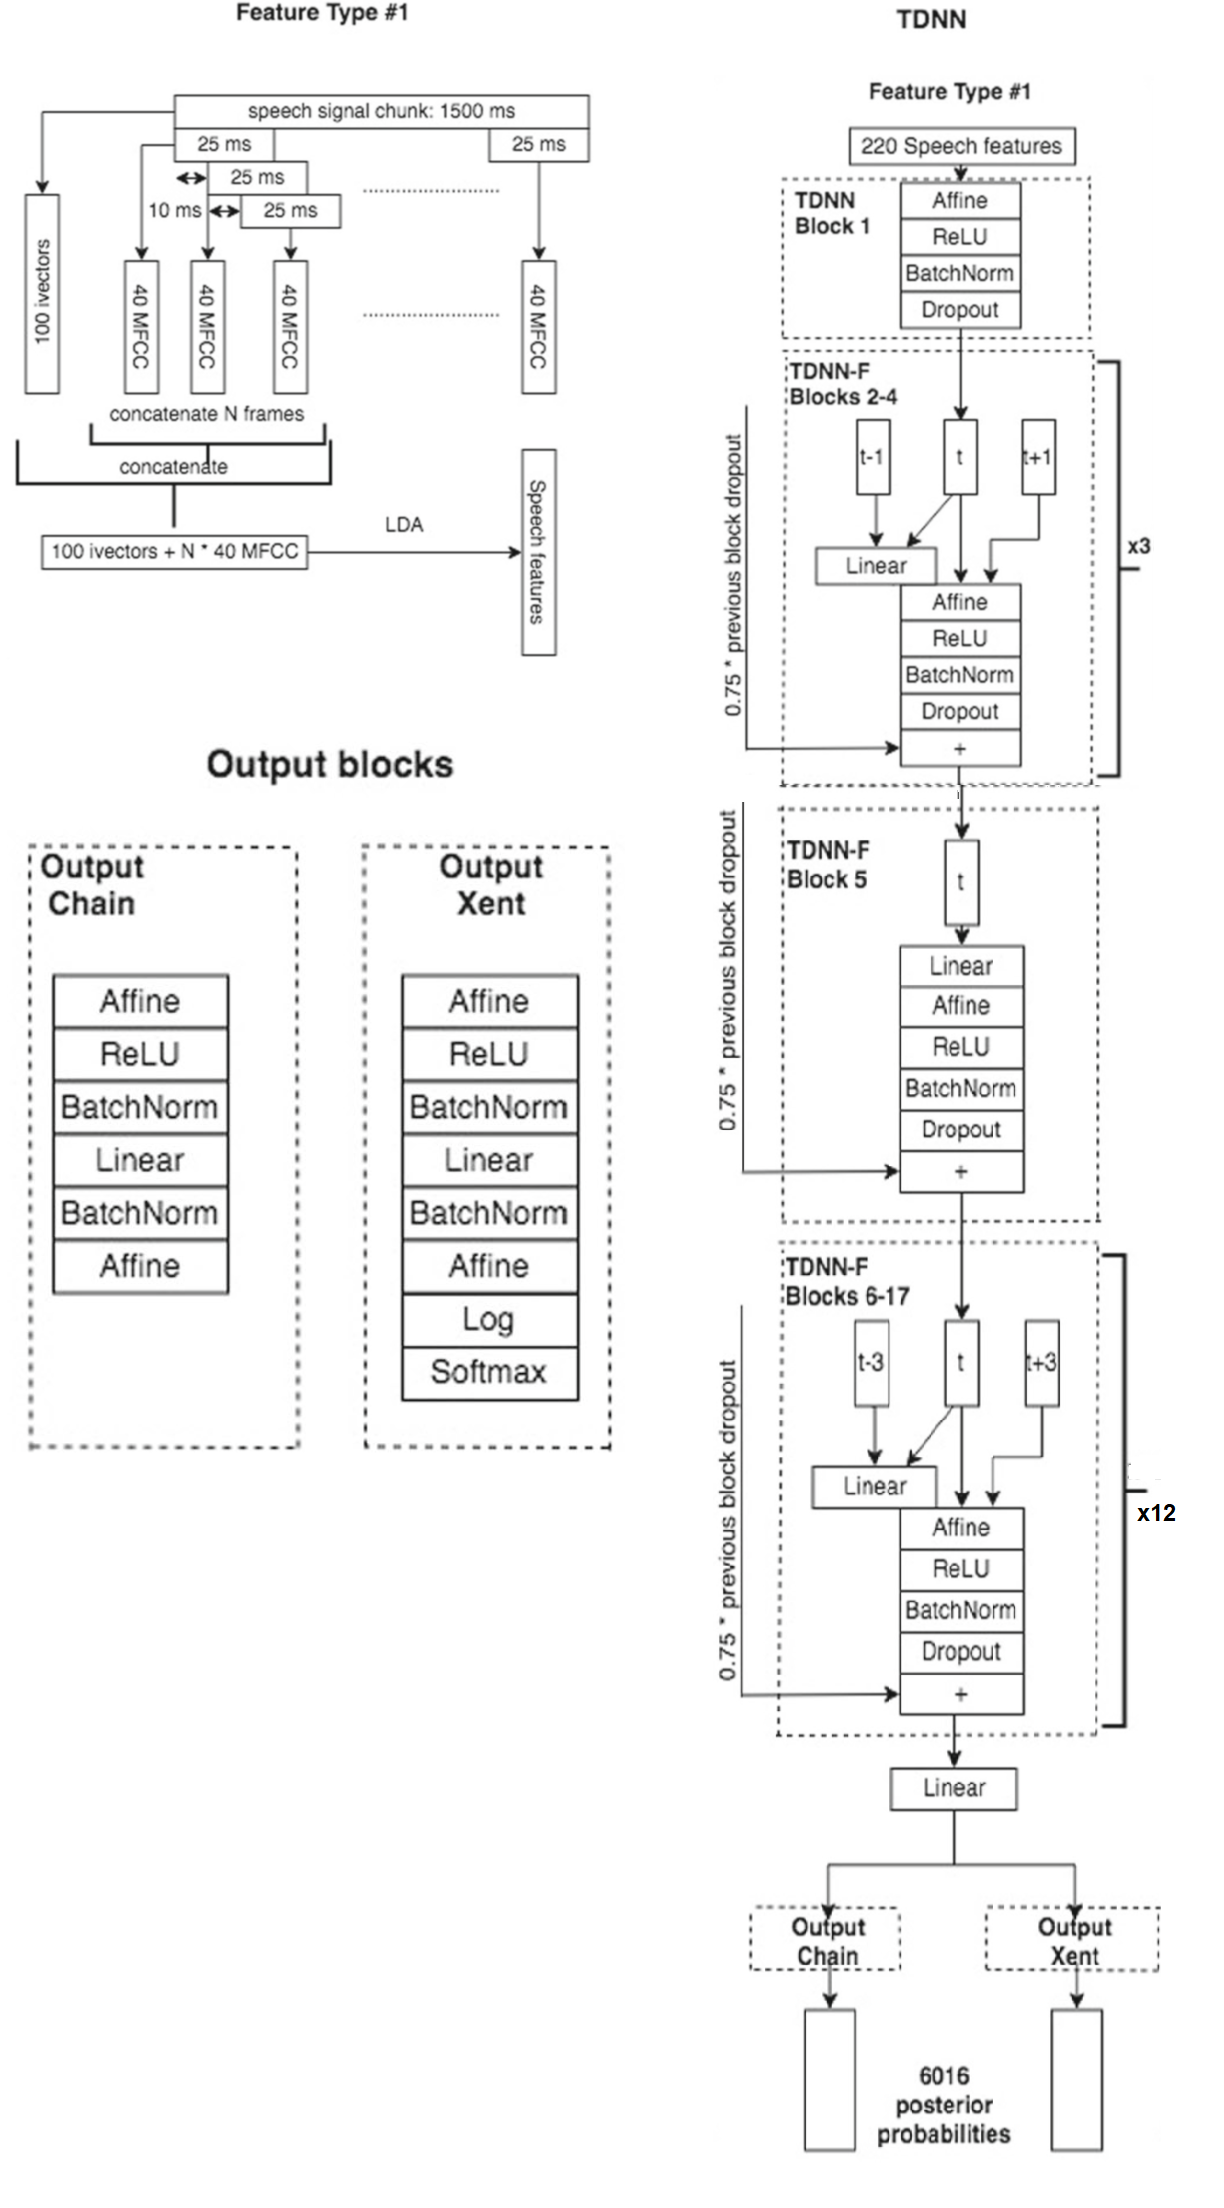 Feature Type #1
speech signal chunk: 1500 ms
25 ms
25 ms
25 ms
10 ms
25 ms
100 ivectors
40 MFCC
40 MFCC
40 MFCC
40 MFCC
concatenate N frames
concatenate
100 ivectors + N * 40 MFCC
LDA
Speech features
Output blocks
Output
Chain
Affine
ReLU
BatchNorm
Linear
BatchNorm
Affine
Output
Xent
Affine
ReLU
BatchNorm
Linear
BatchNorm
Affine
Log
Softmax
TDNN
Feature Type #1
220 Speech features
TDNN
Block 1
Affine
ReLU
BatchNorm
Dropout
TDNN-F
Blocks 2-4
t-1
t
t+1
Linear
Affine
ReLU
BatchNorm
Dropout
+
0.75 * previous block dropout
x3
TDNN-F
Block 5
t
Linear
Affine
ReLU
BatchNorm
Dropout
+
0.75 * previous block dropout
TDNN-F
Blocks 6-17
t-3
t
t+3
Linear
Affine
ReLU
BatchNorm
Dropout
+
0.75 * previous block dropout
x12
Linear
Output
Chain
Output
Xent
6016
posterior
probabilities